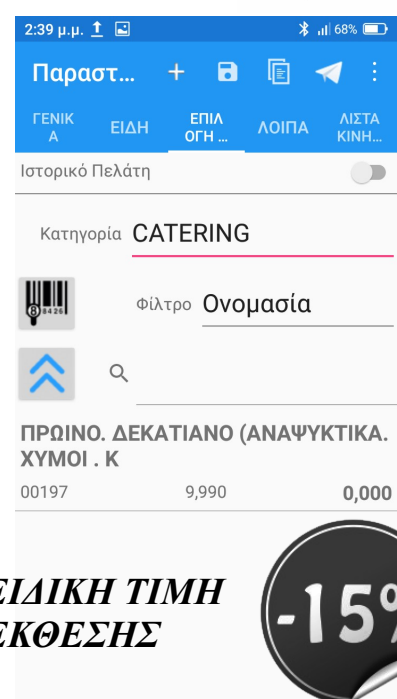 2:39 μ.μ. 68%
Παραστ...
ΓΕΝΙΚ
Α
ΕΙΔΗ
ΕΠΙΛ
ΟΓΗ ...
ΛΟΙΠΑ
ΛΙΣΤΑ
ΚΙΝΗ...
Ιστορικό Πελάτη
Κατηγορία CATERING
8 8426
Φίλτρο Ονομασία
ΠΡΩΙΝΟ. ΔΕΚΑΤΙΑΝΟ (ΑΝΑΨΥΚΤΙΚΑ.
ΧΥΜΟΙ . Κ
00197 9,990 0,000
ΕΙΔΙΚΗ ΤΙΜΗ
ΕΚΘΕΣΗΣ
-15%